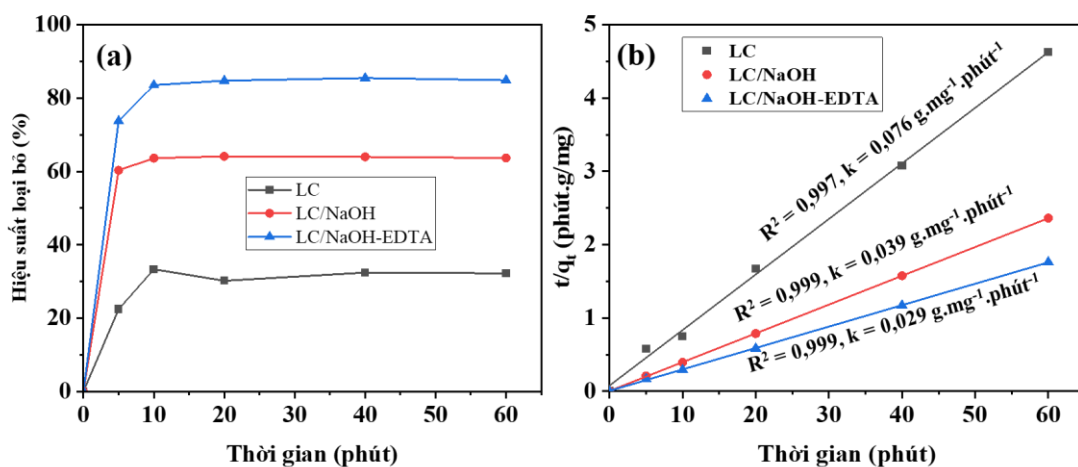 (a)
Hiệu suất loại bỏ (%)
100
80
60
40
20
0
LC
LC/NaOH
LC/NaOH-EDTA
0 10 20 30 40 50 60
Thời gian (phút)
(b)
t/qt (phút.g/mg)
5
4
3
2
1
0
LC
LC/NaOH
LC/NaOH-EDTA
R² = 0,997, k = 0,076 g.mg⁻¹.phút⁻¹
R² = 0,999, k = 0,039 g.mg⁻¹.phút⁻¹
R² = 0,999, k = 0,029 g.mg⁻¹.phút⁻¹
0 10 20 30 40 50 60
Thời gian (phút)